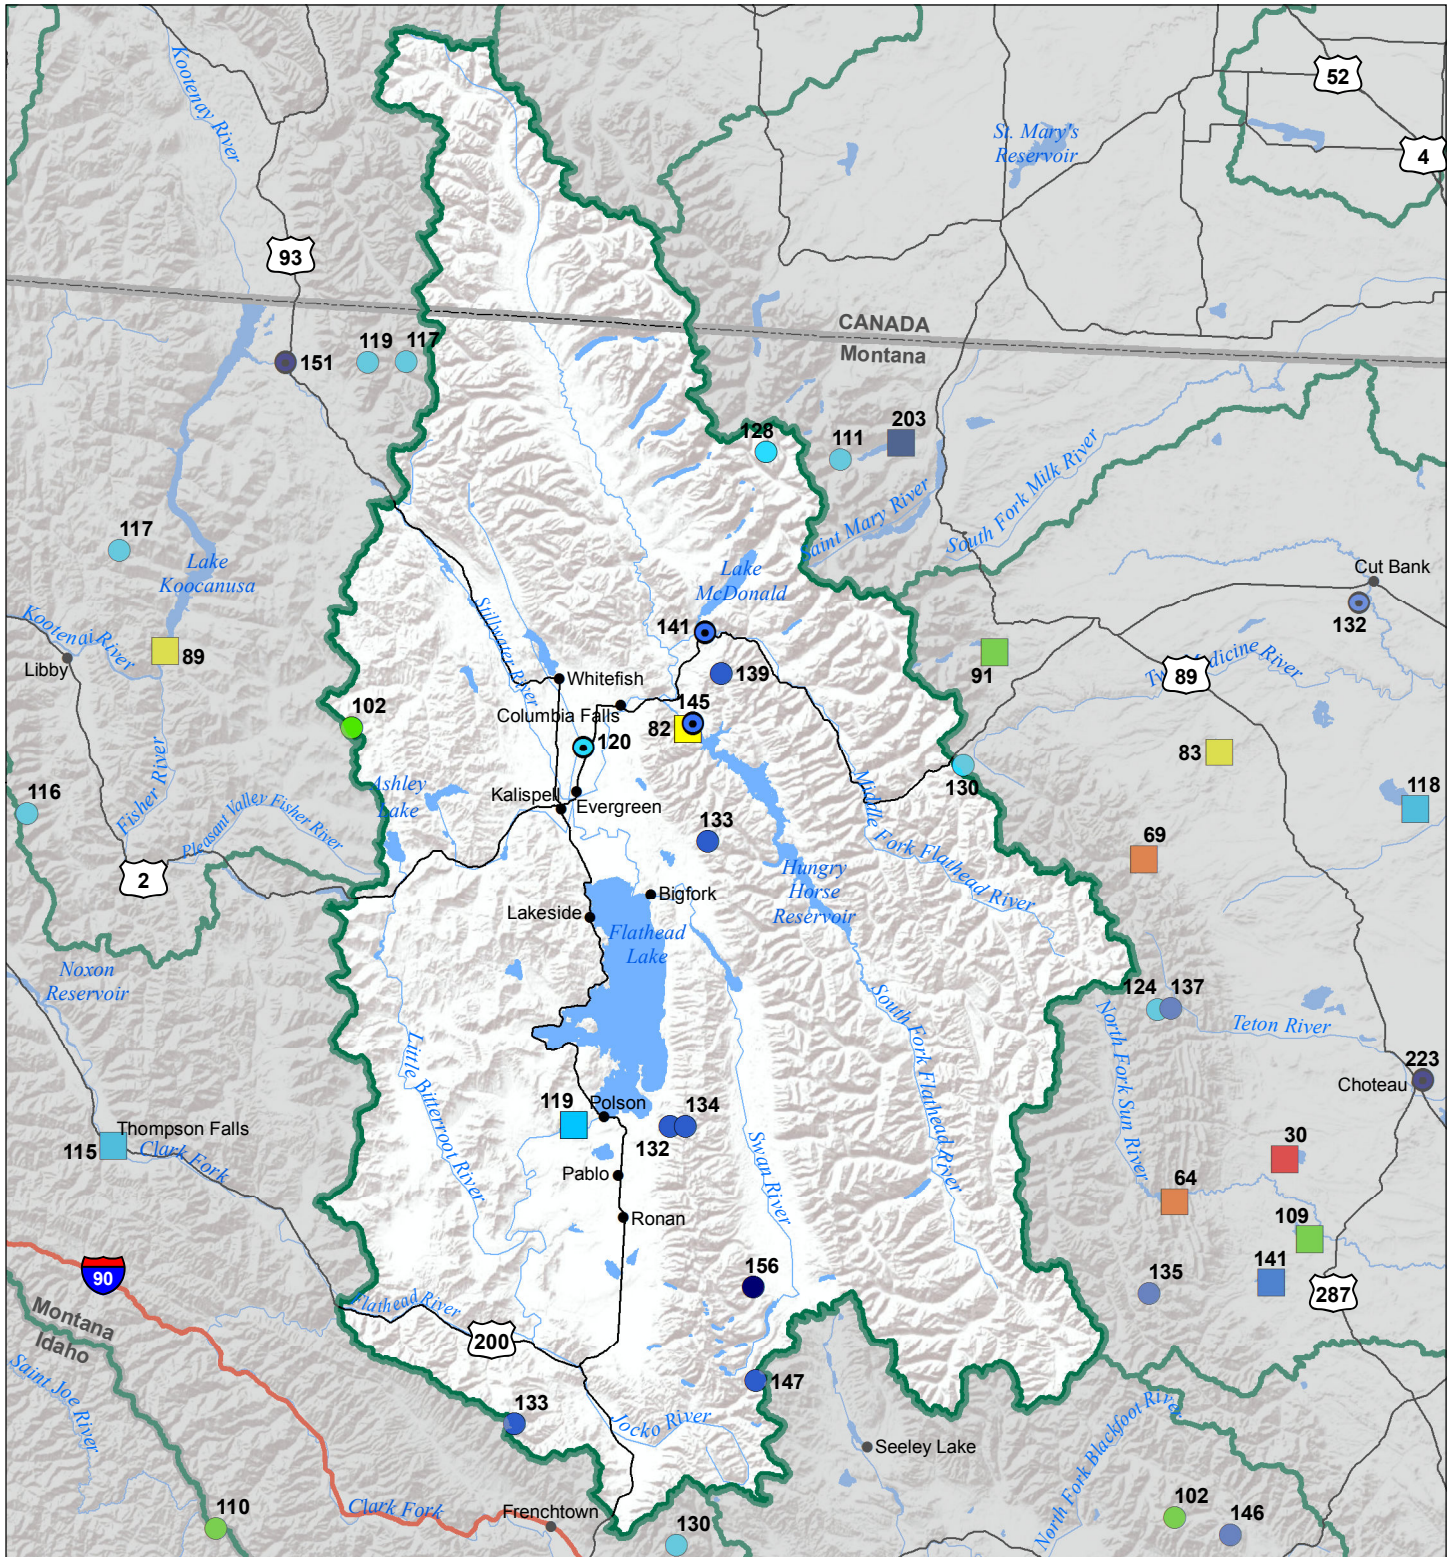 52
4
Kootenay River
St. Mary's
Reservoir
93
CANADA
Montana
151
119
117
128
111
203
Saint Mary River
South Fork Milk River
117
Lake
Koocanusa
Lake
McDonald
Cut Bank
132
Kootenai River
Libby
89
Stillwater River
141
139
91
89
Two Medicine River
Whitefish
Columbia Falls
145
82
102
120
83
130
116
Fisher River
Ashley
Lake
Kalispell
Evergreen
118
Pleasant Valley Fisher River
133
Middle Fork Flathead River
69
2
Hungry
Horse
Reservoir
Bigfork
Lakeside
Flathead
Lake
Noxon
Reservoir
124
137
Teton River
North Fork Sun River
South Fork Flathead River
Little Bitterroot River
223
Choteau
119
Polson
132
134
Swan River
115
Thompson Falls
Clark Fork
30
Pablo
64
Ronan
109
90
156
135
141
287
Montana
Idaho
Flathead River
200
Saint Joe River
147
133
Jocko River
Seeley Lake
North Fork Blackfoot River
110
Clark Fork
Frenchtown
130
102
146